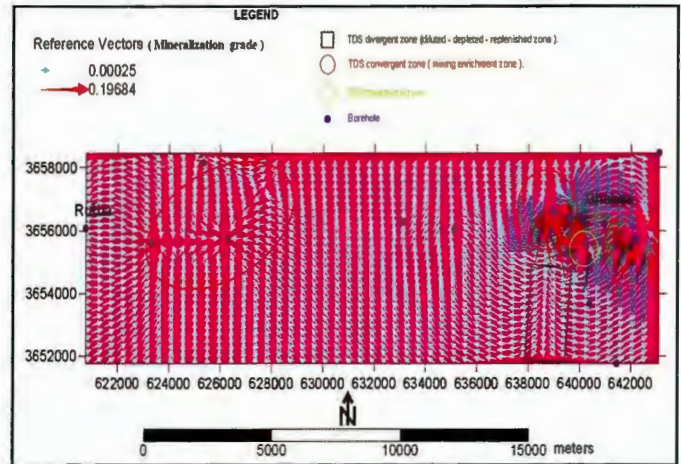 LEGEND
Reference Vectors ( Mineralization grade )
0.00025
0.19684
TDS divergent zone (diluted - depleted - replenished zone ).
TDS convergent zone ( mixing enrichment zone ).
Borehole
3658000
3656000
3654000
3652000
622000 624000 626000 628000 630000 632000 634000 636000 638000 640000 642000
N
0 5000 10000 15000 meters